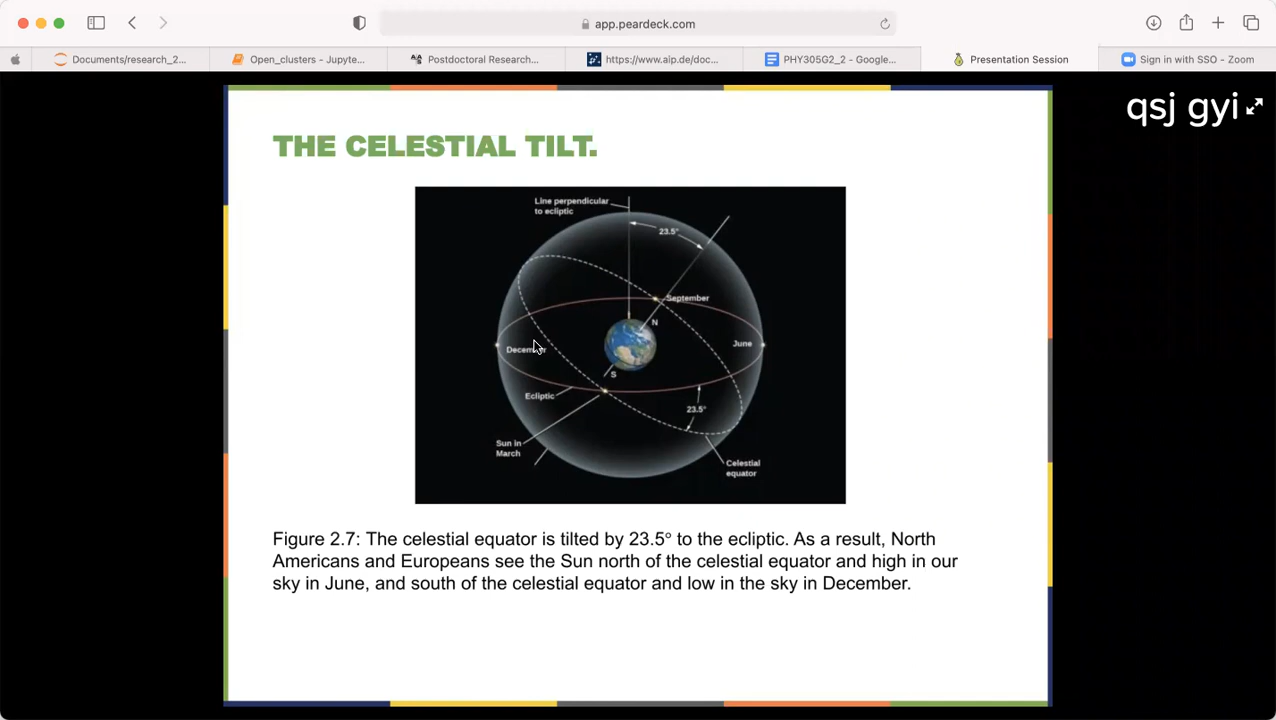 app.peardeck.com
Documents/research_2...
Open_clusters - Jupyte...
Postdoctoral Research...
https://www.aip.de/doc...
PHY305G2_2 - Google...
Presentation Session
Sign in with SSO - Zoom
qsj gyi
THE CELESTIAL TILT.
Line perpendicular
to ecliptic
23.5°
September
N
December
June
S
Ecliptic
23.5°
Sun in
March
Celestial
equator
Figure 2.7: The celestial equator is tilted by 23.5° to the ecliptic. As a result, North
Americans and Europeans see the Sun north of the celestial equator and high in our
sky in June, and south of the celestial equator and low in the sky in December.